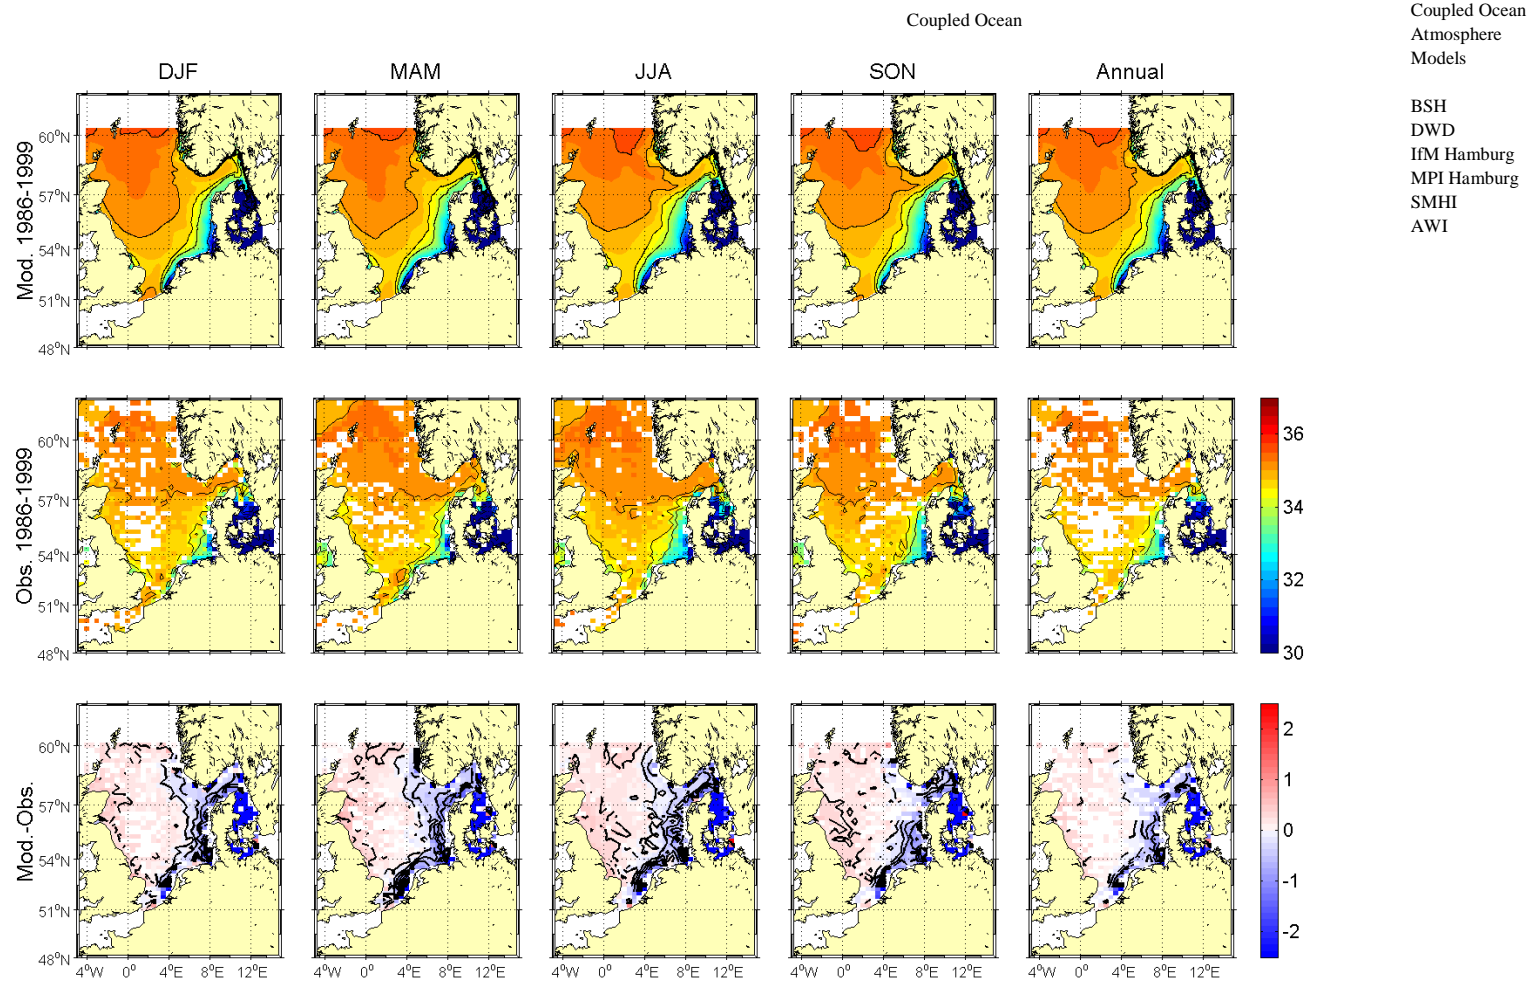 Coupled Ocean
Coupled Ocean
Atmosphere
Models
BSH
DWD
IfM Hamburg
MPI Hamburg
SMHI
AWI
DJF MAM JJA SON Annual
Mod. 1986-1999
60°N
57°N
54°N
51°N
48°N
Obs. 1986-1999
60°N
57°N
54°N
51°N
48°N
36
34
32
30
Mod.-Obs.
60°N
57°N
54°N
51°N
48°N
2
1
0
-1
-2
4°W 0° 4°E 8°E 12°E 4°W 0° 4°E 8°E 12°E 4°W 0° 4°E 8°E 12°E 4°W 0° 4°E 8°E 12°E 4°W 0° 4°E 8°E 12°E